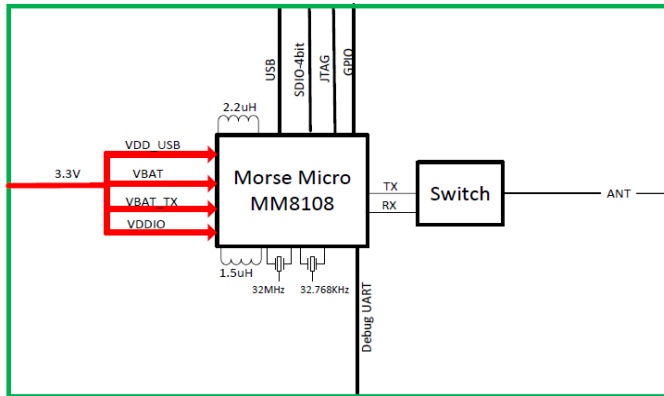 USB
SDIO-4bit
JTAG
GPIO
2.2uH
VDD_USB
3.3V
VBAT
VBAT_TX
VDDIO
Morse Micro
MM8108
TX
RX
Switch
ANT
1.5uH
32MHz
32.768KHz
Debug UART